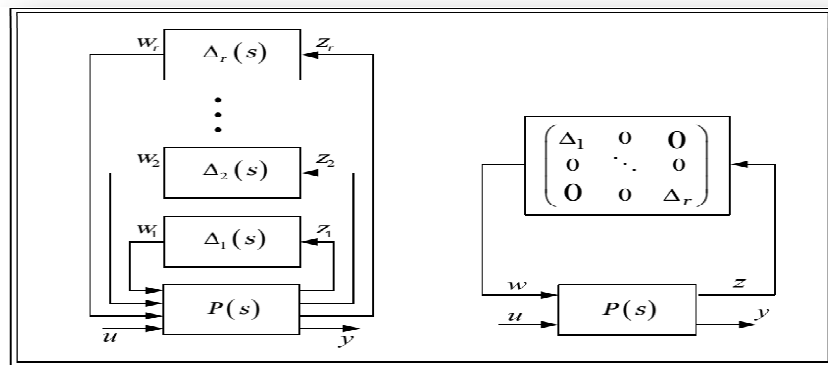 w_r Δ_r(s) z_r
⋮
w_2 Δ_2(s) z_2
w_1 Δ_1(s) z_1
P(s)
u y
Δ_1 0 0
0 ⋱ 0
0 0 Δ_r
w z
u P(s) y